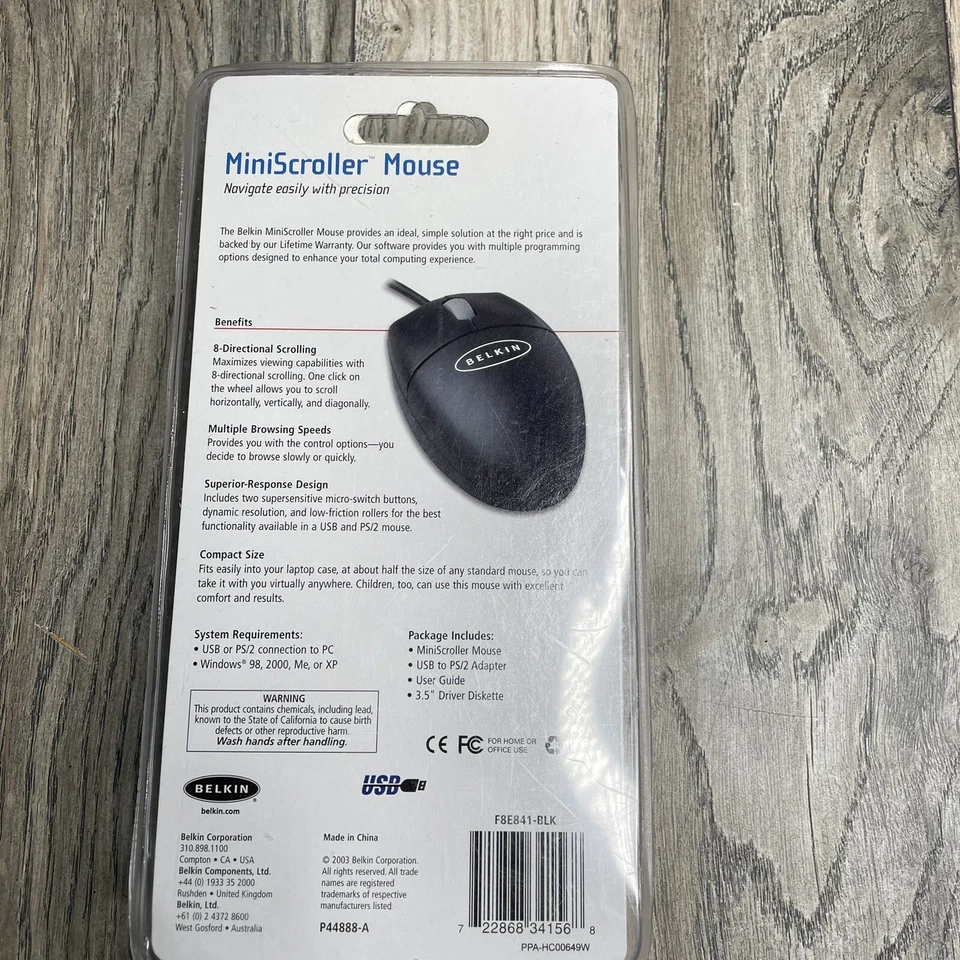 MiniScroller™ Mouse
Navigate easily with precision
The Belkin MiniScroller Mouse provides an ideal, simple solution at the right price and is
backed by our Lifetime Warranty. Our software provides you with multiple programming
options designed to enhance your total computing experience.
Benefits
BELKIN
8-Directional Scrolling
Maximizes viewing capabilities with
8-directional scrolling. One click on
the wheel allows you to scroll
horizontally, vertically, and diagonally.
Multiple Browsing Speeds
Provides you with the control options—you
decide to browse slowly or quickly.
Superior-Response Design
Includes two supersensitive micro-switch buttons,
dynamic resolution, and low-friction rollers for the best
functionality available in a USB and PS/2 mouse.
Compact Size
Fits easily into your laptop case, at about half the size of any standard mouse, so you can
take it with you virtually anywhere. Children, too, can use this mouse with excellent
comfort and results.
System Requirements:
• USB or PS/2 connection to PC
• Windows® 98, 2000, Me, or XP
Package Includes:
• MiniScroller Mouse
• USB to PS/2 Adapter
• User Guide
• 3.5" Driver Diskette
WARNING
This product contains chemicals, including lead,
known to the State of California to cause birth
defects or other reproductive harm.
Wash hands after handling.
CE FC FOR HOME OR
OFFICE USE
BELKIN®
belkin.com
USB
Belkin Corporation
310.898.1100
Compton • CA • USA
Belkin Components, Ltd.
+44 (0) 1933 35 2000
Rushden • United Kingdom
Belkin, Ltd.
+61 (0) 2 4372 8600
West Gosford • Australia
Made in China
© 2003 Belkin Corporation.
All rights reserved. All trade
names are registered
trademarks of respective
manufacturers listed
P44888-A
F8E841-BLK
7 22868 34156 8
PPA-HC00649W